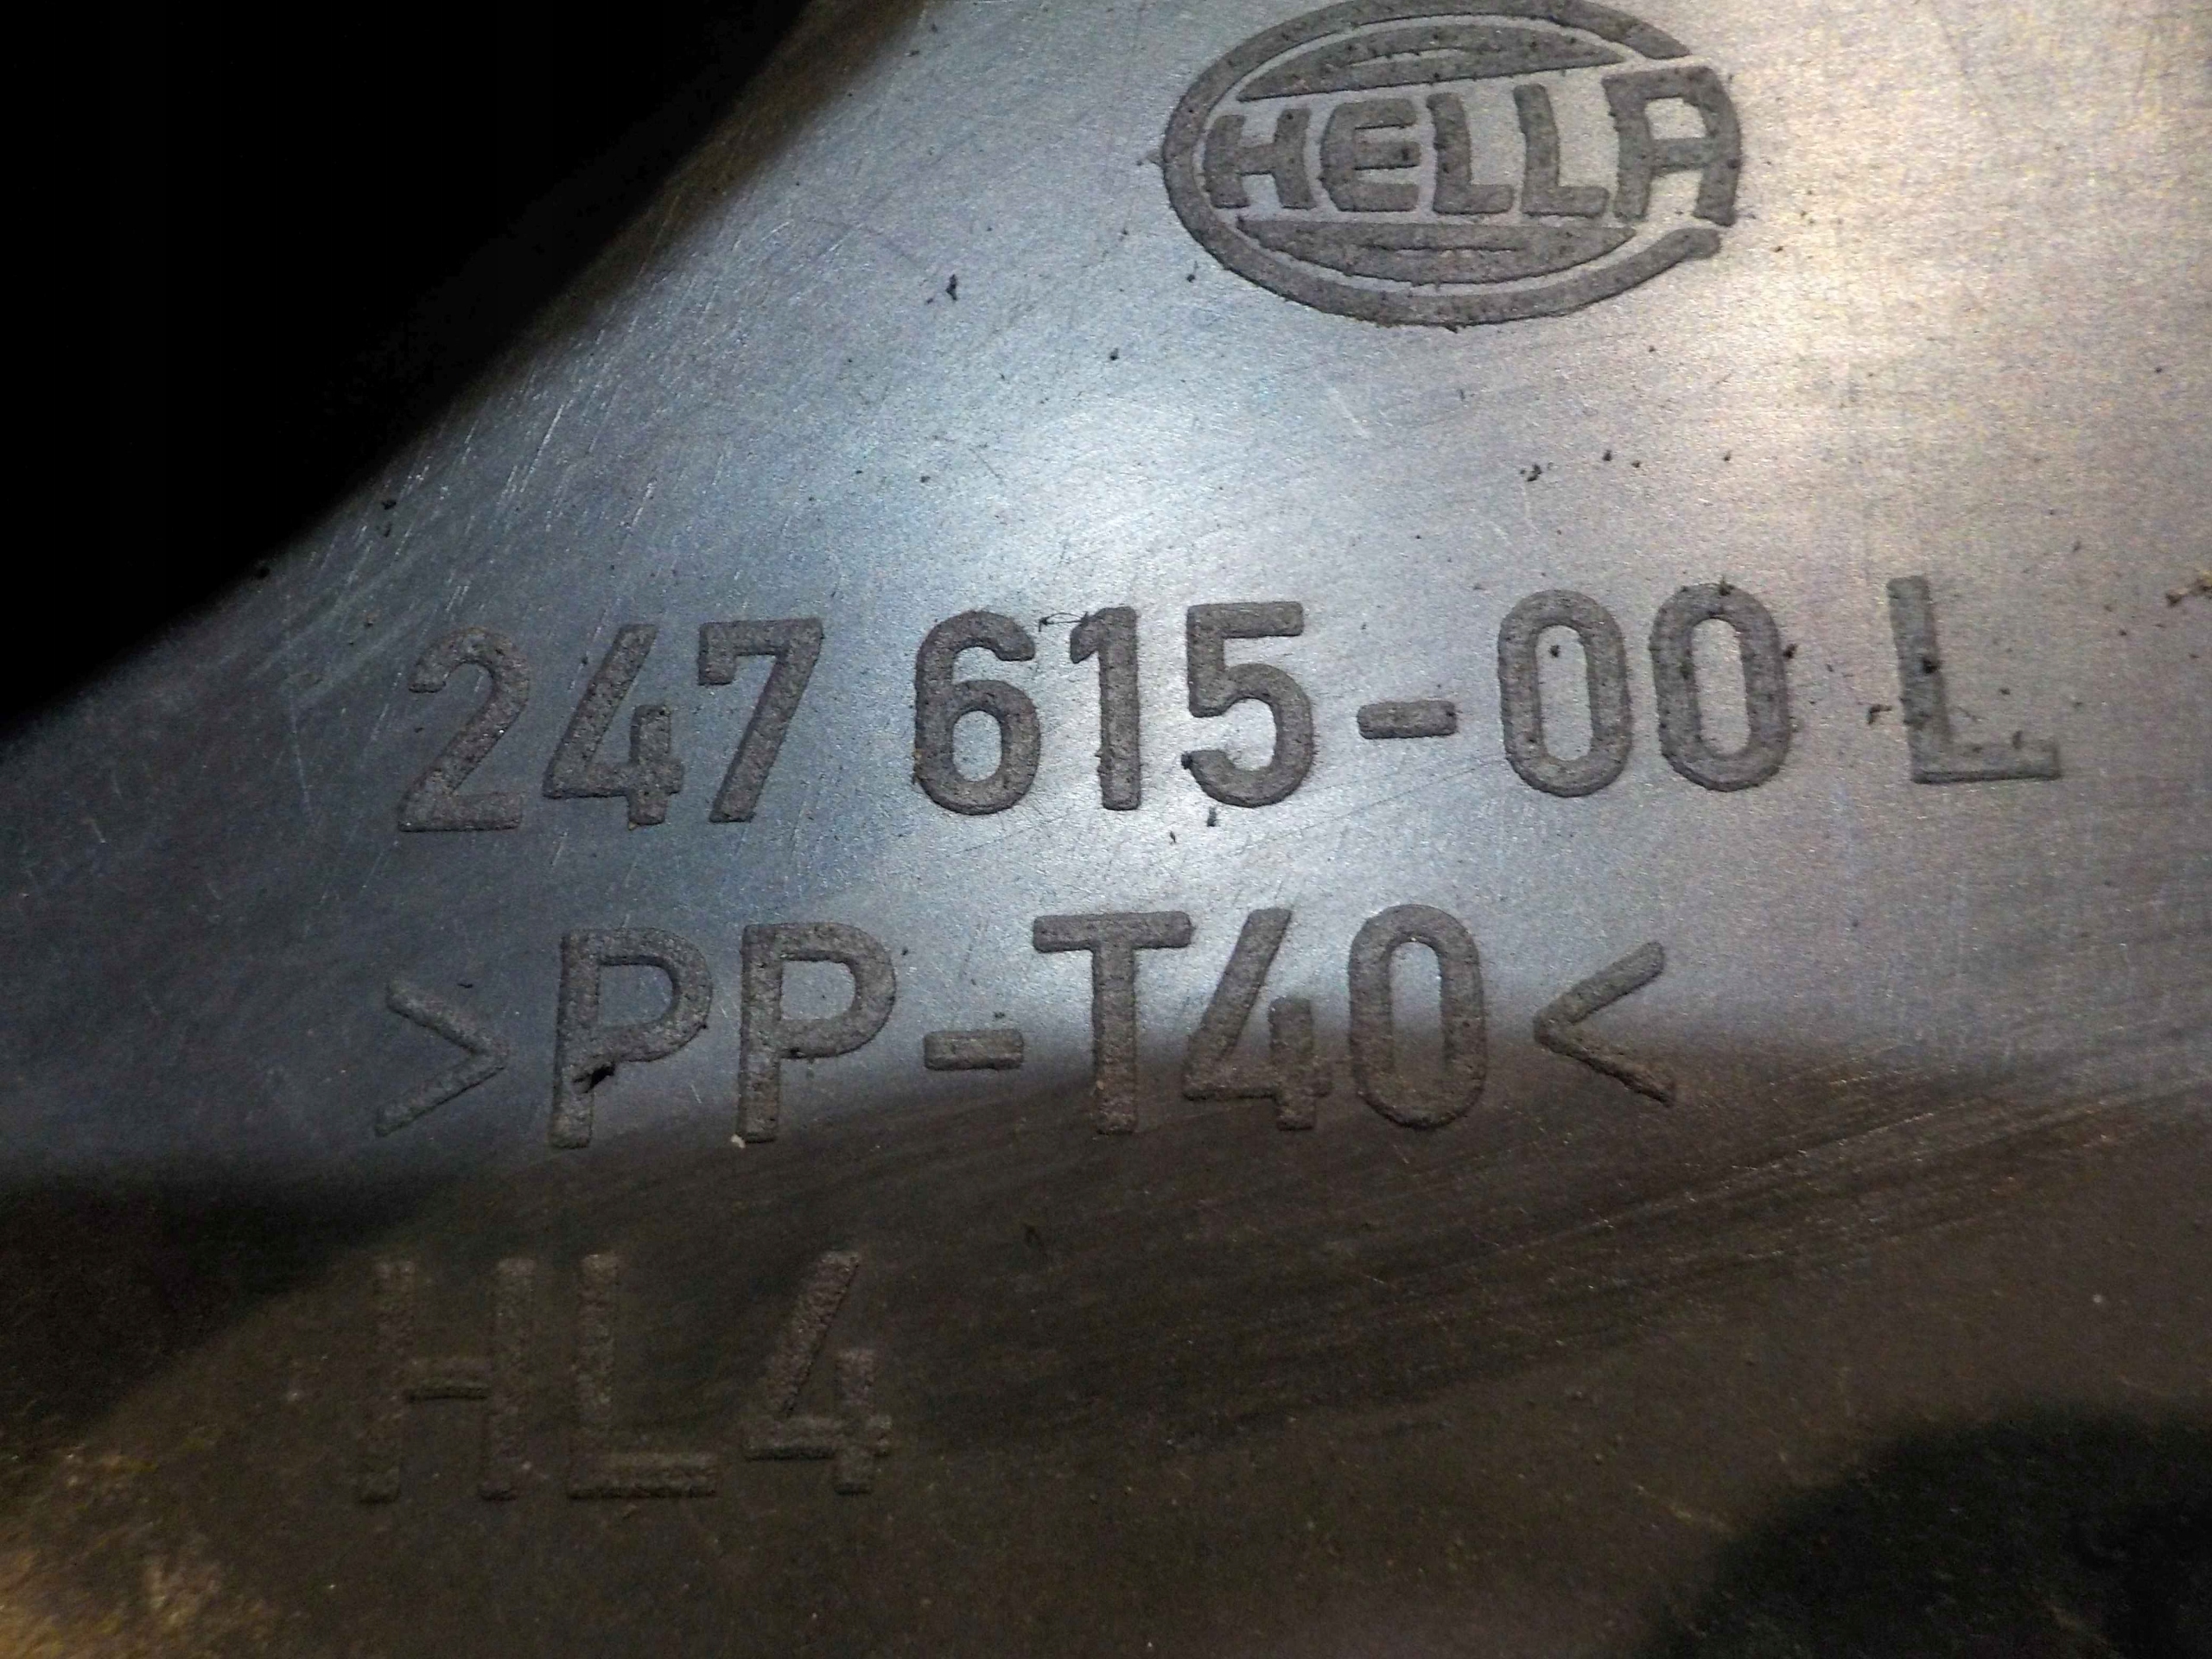 HELLA
247 615-00 L
>PP-T40<
HL4